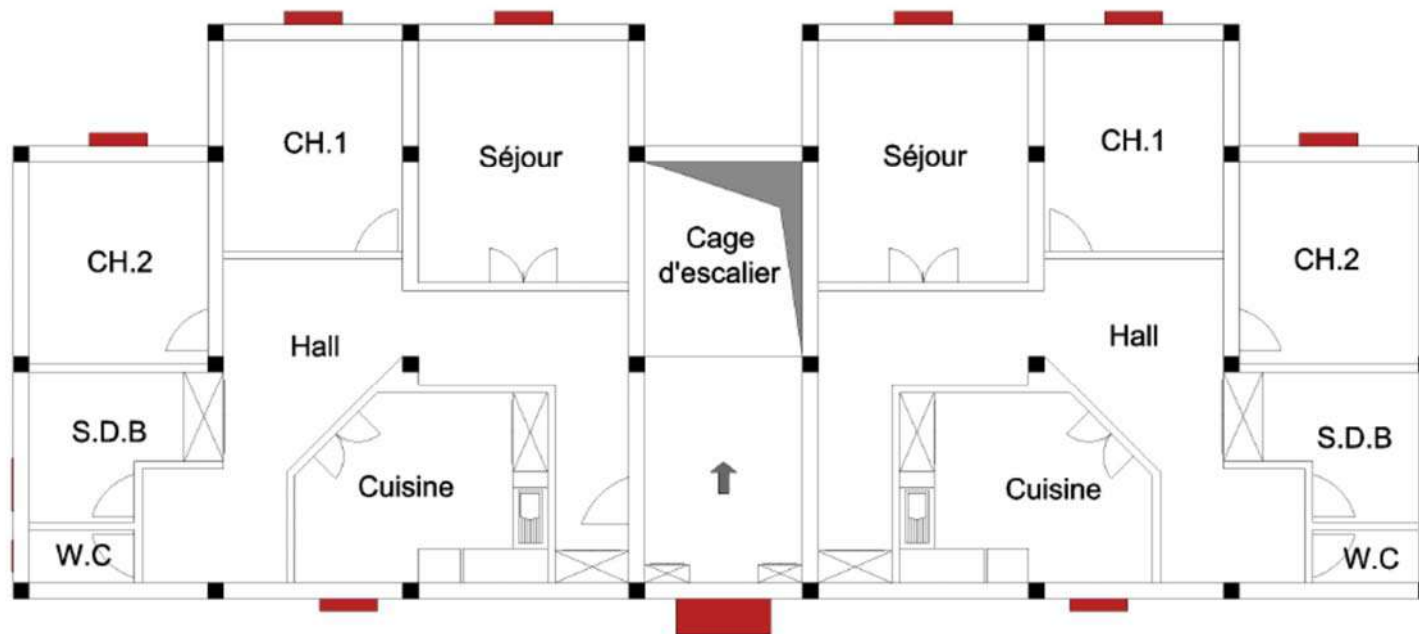 CH.1
Séjour
Séjour
CH.1
CH.2
Cage
d'escalier
CH.2
Hall
Hall
S.D.B
S.D.B
Cuisine
Cuisine
W.C
W.C